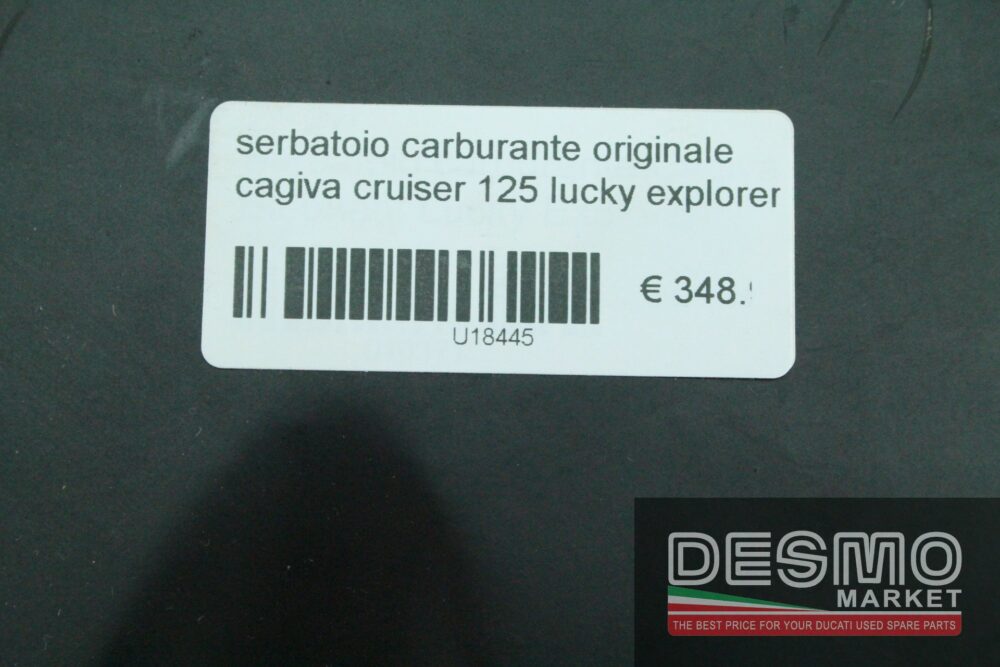 serbatoio carburante originale
cagiva cruiser 125 lucky explorer
€ 348.
U18445
DESMO
MARKET
THE BEST PRICE FOR YOUR DUCATI USED SPARE PARTS